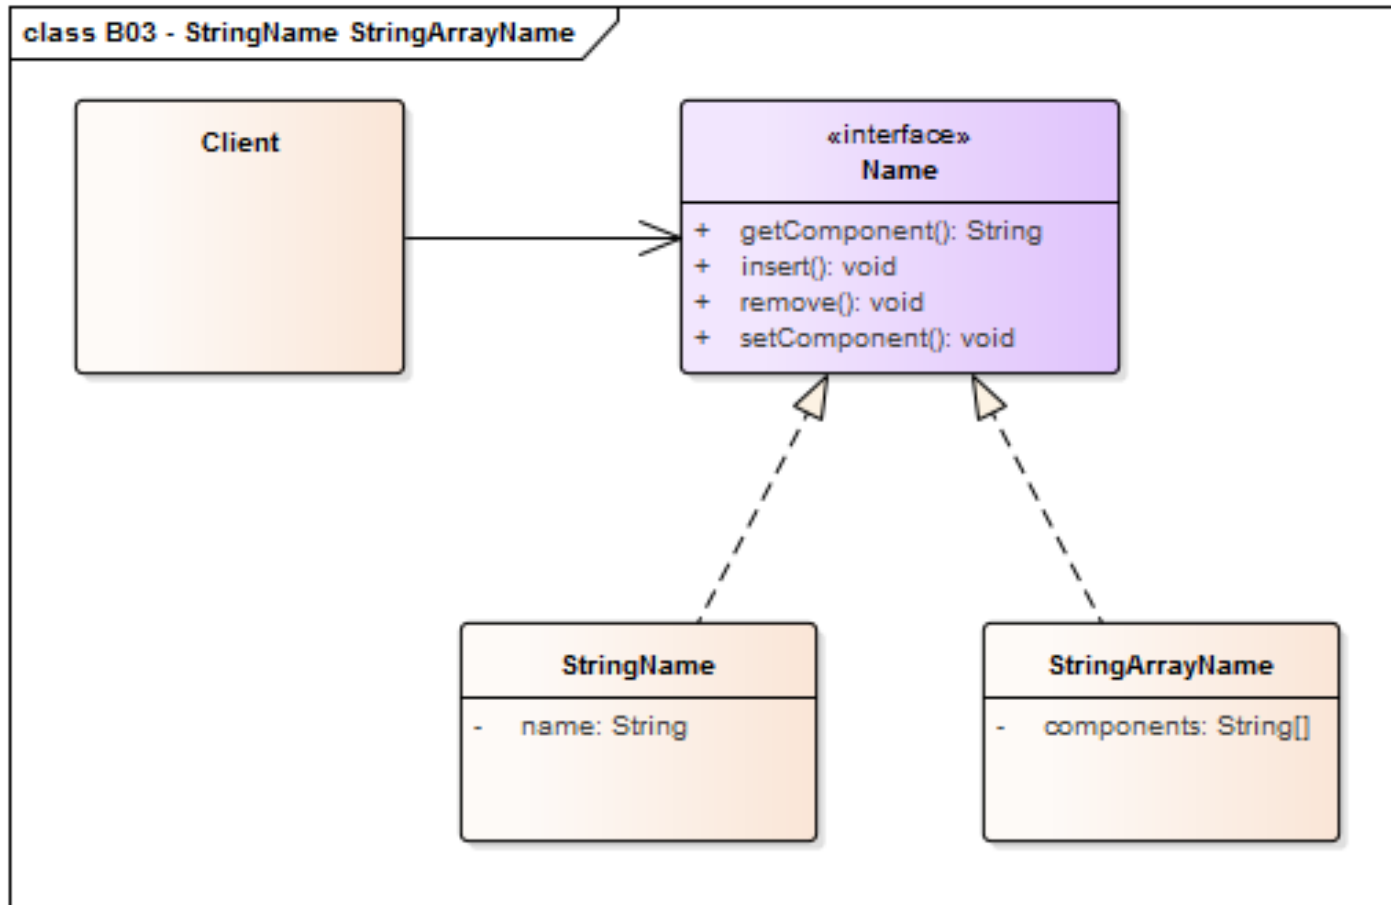 class B03 - StringName StringArrayName
Client
«interface»
Name
+ getComponent(): String
+ insert(): void
+ remove(): void
+ setComponent(): void
StringName
- name: String
StringArrayName
- components: String[]